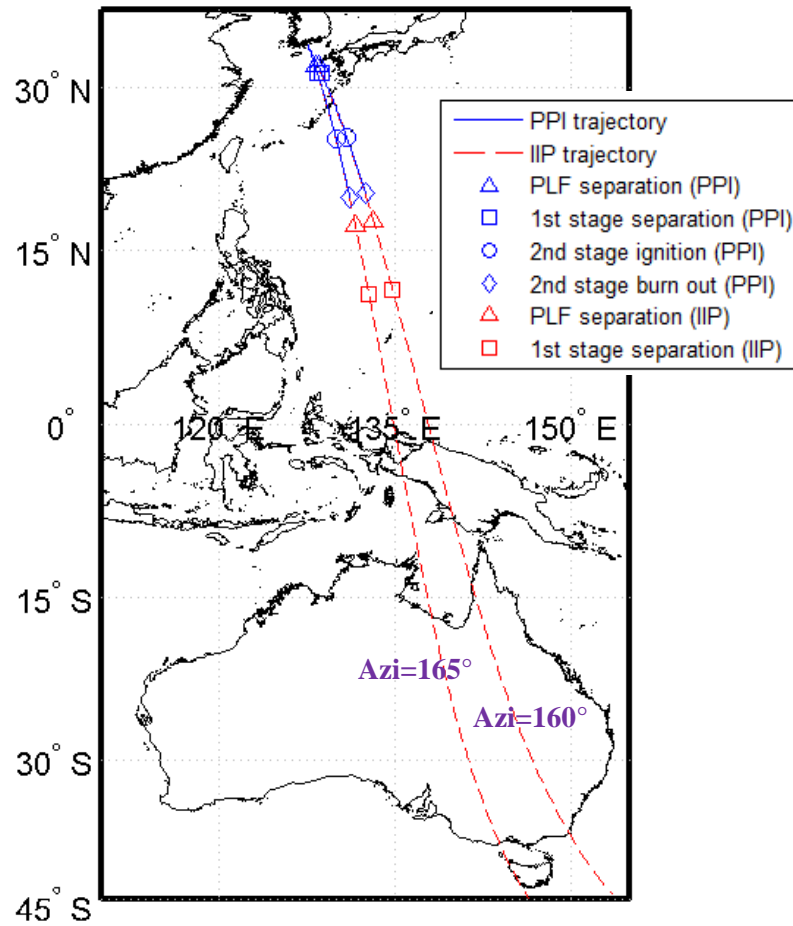 30° N
PPI trajectory
IIP trajectory
PLF separation (PPI)
1st stage separation (PPI)
2nd stage ignition (PPI)
2nd stage burn out (PPI)
PLF separation (IIP)
1st stage separation (IIP)
15° N
0°
120° E
135° E
150° E
15° S
Azi=165°
Azi=160°
30° S
45° S